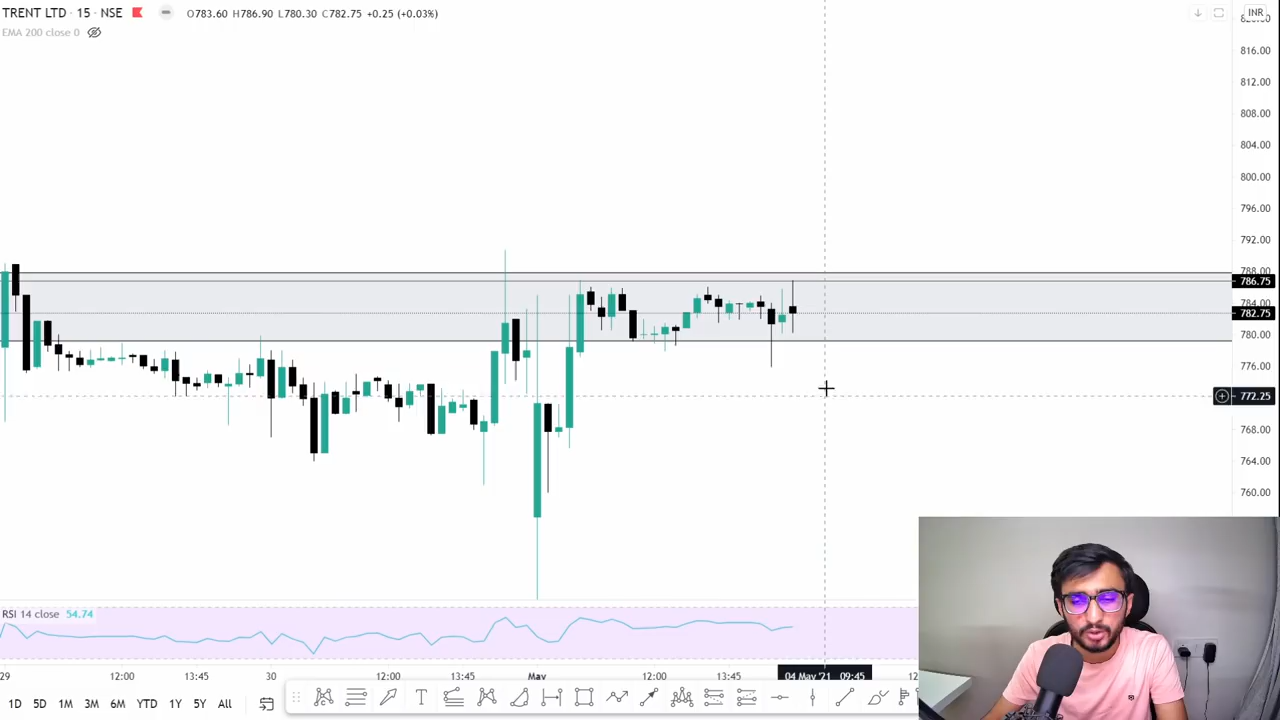 TRENT LTD · 15 · NSE O783.60 H786.90 L780.30 C782.75 +0.25 (+0.03%)
EMA 200 close 0
INR
816.00
812.00
808.00
804.00
800.00
796.00
792.00
788.00
786.75
784.00
782.75
780.00
776.00
772.25
768.00
764.00
760.00
RSI 14 close 54.74
29 12:00 13:45 30 12:00 13:45 May 12:00 13:45 04 May '21 09:45
1D 5D 1M 3M 6M YTD 1Y 5Y All